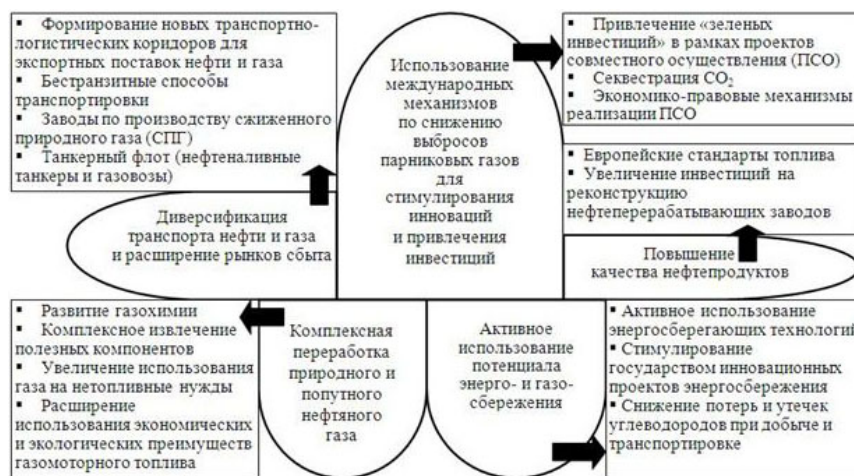 ▪ Формирование новых транспортно-
логистических коридоров для
экспортных поставок нефти и газа
▪ Бестранзитные способы
транспортировки
▪ Заводы по производству сжиженного
природного газа (СПГ)
▪ Танкерный флот (нефтеналивные
танкеры и газовозы)
Использование
международных
механизмов
по снижению
выбросов
парниковых газов
для
стимулирования
инноваций
и привлечения
инвестиций
▪ Привлечение «зеленых
инвестиций» в рамках проектов
совместного осуществления (ПСО)
▪ Секвестрация CO₂
▪ Экономико-правовые механизмы
реализации ПСО
▪ Европейские стандарты топлива
▪ Увеличение инвестиций на
реконструкцию
нефтеперерабатывающих заводов
Диверсификация
транспорта нефти и газа
и расширение рынков сбыта
Повышение
качества нефтепродуктов
▪ Развитие газохимии
▪ Комплексное извлечение
полезных компонентов
▪ Увеличение использования
газа на нетопливные нужды
▪ Расширение
использования экономических
и экологических преимуществ
газомоторного топлива
Комплексная
переработка
природного и
попутного
нефтяного
газа
Активное
использование
потенциала
энерго- и газо-
сбережения
▪ Активное использование
энергосберегающих технологий
▪ Стимулирование
государством инновационных
проектов энергосбережения
▪ Снижение потерь и утечек
углеводородов при добыче и
транспортировке